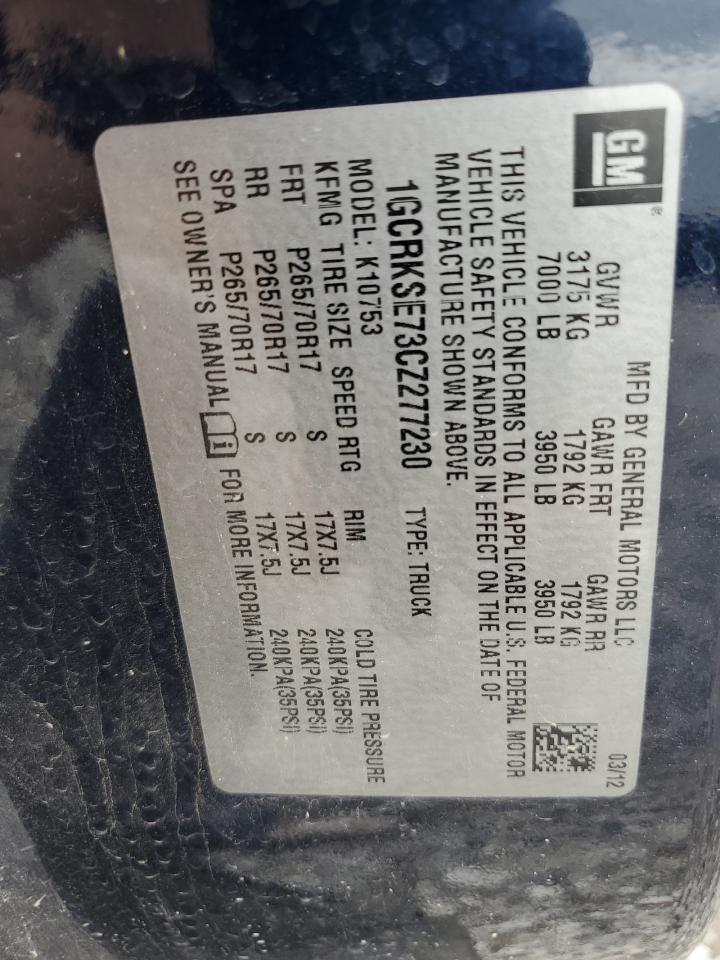 GM ®
MFD BY GENERAL MOTORS LLC 03/12
GVWR GAWR FRT GAWR RR
3175 KG 1792 KG 1792 KG
7000 LB 3950 LB 3950 LB
THIS VEHICLE CONFORMS TO ALL APPLICABLE U.S. FEDERAL MOTOR
VEHICLE SAFETY STANDARDS IN EFFECT ON THE DATE OF
MANUFACTURE SHOWN ABOVE.
1GCRKSE73CZ277230 TYPE: TRUCK
MODEL: K10753
KFMG TIRE SIZE SPEED RTG RIM COLD TIRE PRESSURE
FRT P265/70R17 S 17X7.5J 240KPA(35PSI)
RR P265/70R17 S 17X7.5J 240KPA(35PSI)
SPA P265/70R17 S 17X7.5J 240KPA(35PSI)
SEE OWNER'S MANUAL i FOR MORE INFORMATION.